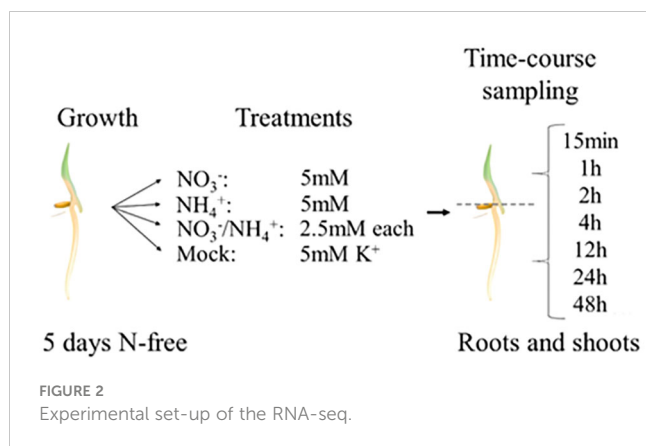 Time-course
sampling
Growth
Treatments
NO₃⁻: 5mM
NH₄⁺: 5mM
NO₃⁻/NH₄⁺: 2.5mM each
Mock: 5mM K⁺
15min
1h
2h
4h
12h
24h
48h
5 days N-free
Roots and shoots
FIGURE 2
Experimental set-up of the RNA-seq.